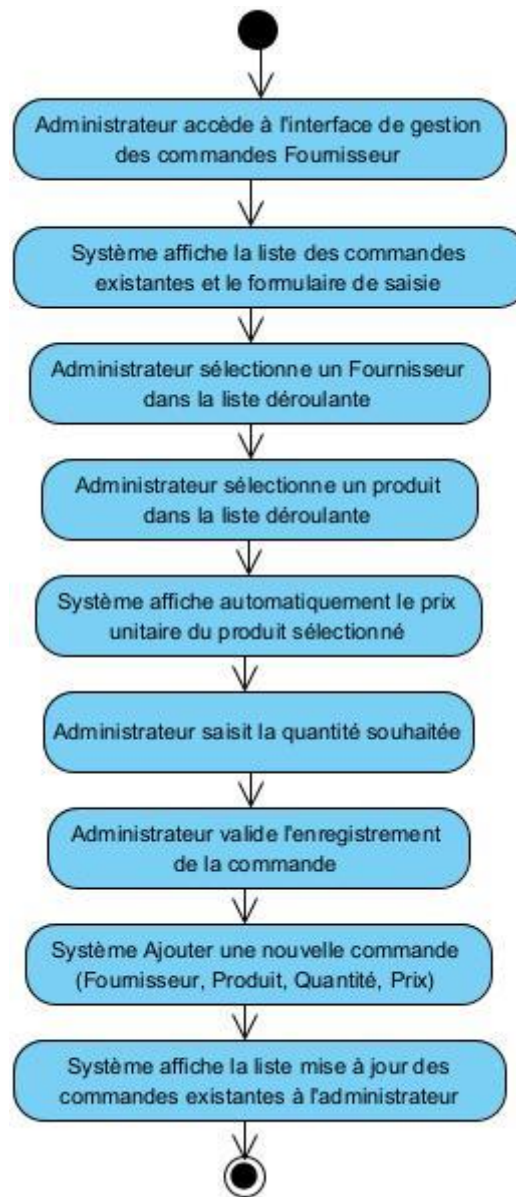 Administrateur accède à l'interface de gestion
des commandes Fournisseur
Système affiche la liste des commandes
existantes et le formulaire de saisie
Administrateur sélectionne un Fournisseur
dans la liste déroulante
Administrateur sélectionne un produit
dans la liste déroulante
Système affiche automatiquement le prix
unitaire du produit sélectionné
Administrateur saisit la quantité souhaitée
Administrateur valide l'enregistrement
de la commande
Système Ajouter une nouvelle commande
(Fournisseur, Produit, Quantité, Prix)
Système affiche la liste mise à jour des
commandes existantes à l'administrateur